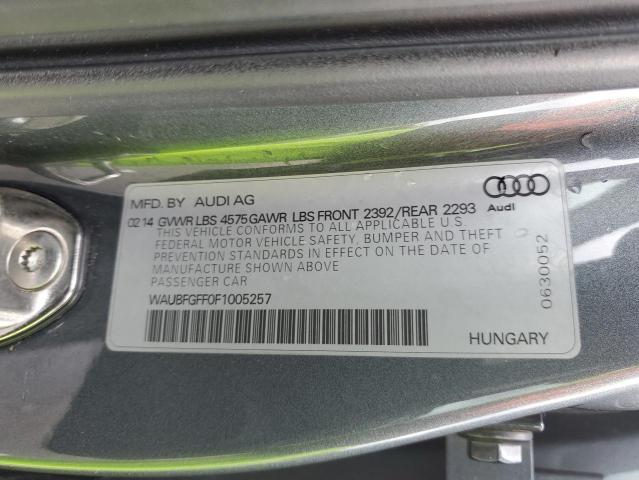 MFD. BY AUDI AG
02 14 GVWR LBS 4575 GAWR LBS FRONT 2392/REAR 2293
Audi
THIS VEHICLE CONFORMS TO ALL APPLICABLE U.S.
FEDERAL MOTOR VEHICLE SAFETY, BUMPER AND THEFT
PREVENTION STANDARDS IN EFFECT ON THE DATE OF
MANUFACTURE SHOWN ABOVE
PASSENGER CAR
WAUBFGFF0F1005257
0630052
HUNGARY